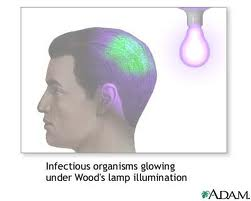 Infectious organisms glowing
under Wood's lamp illumination
ADAM